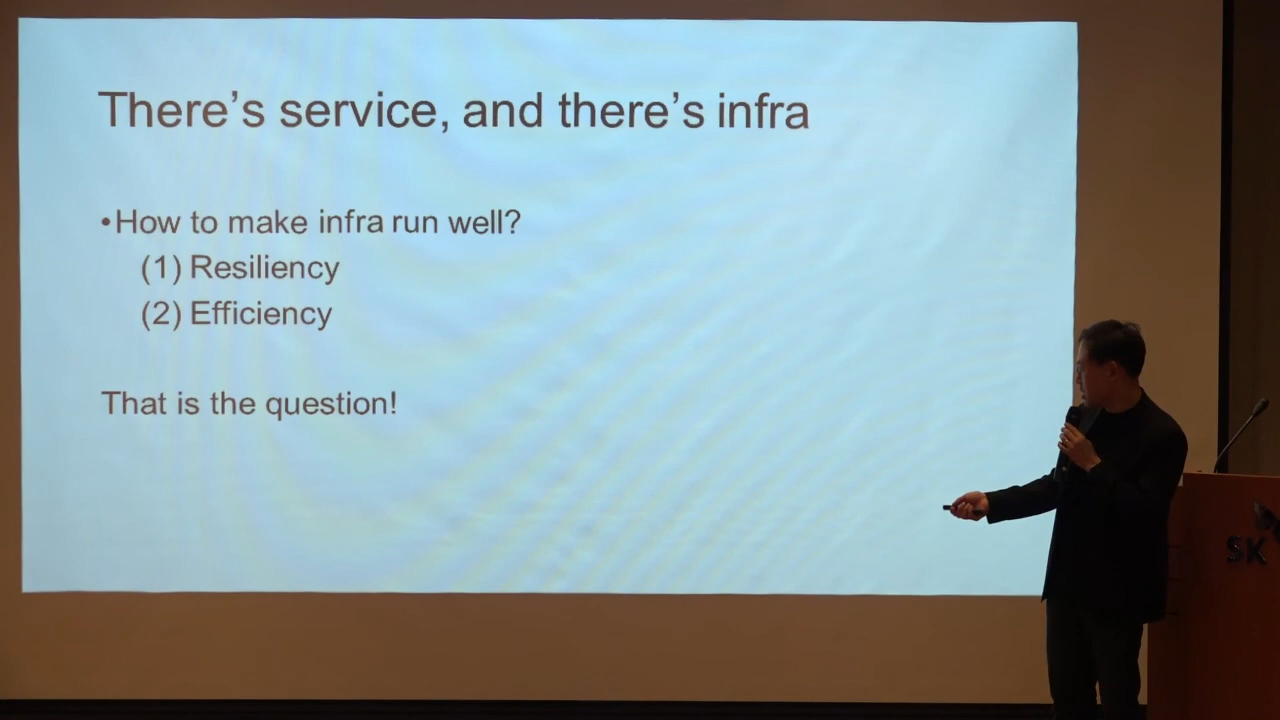 There’s service, and there’s infra
•How to make infra run well?
(1) Resiliency
(2) Efficiency
That is the question!
SK